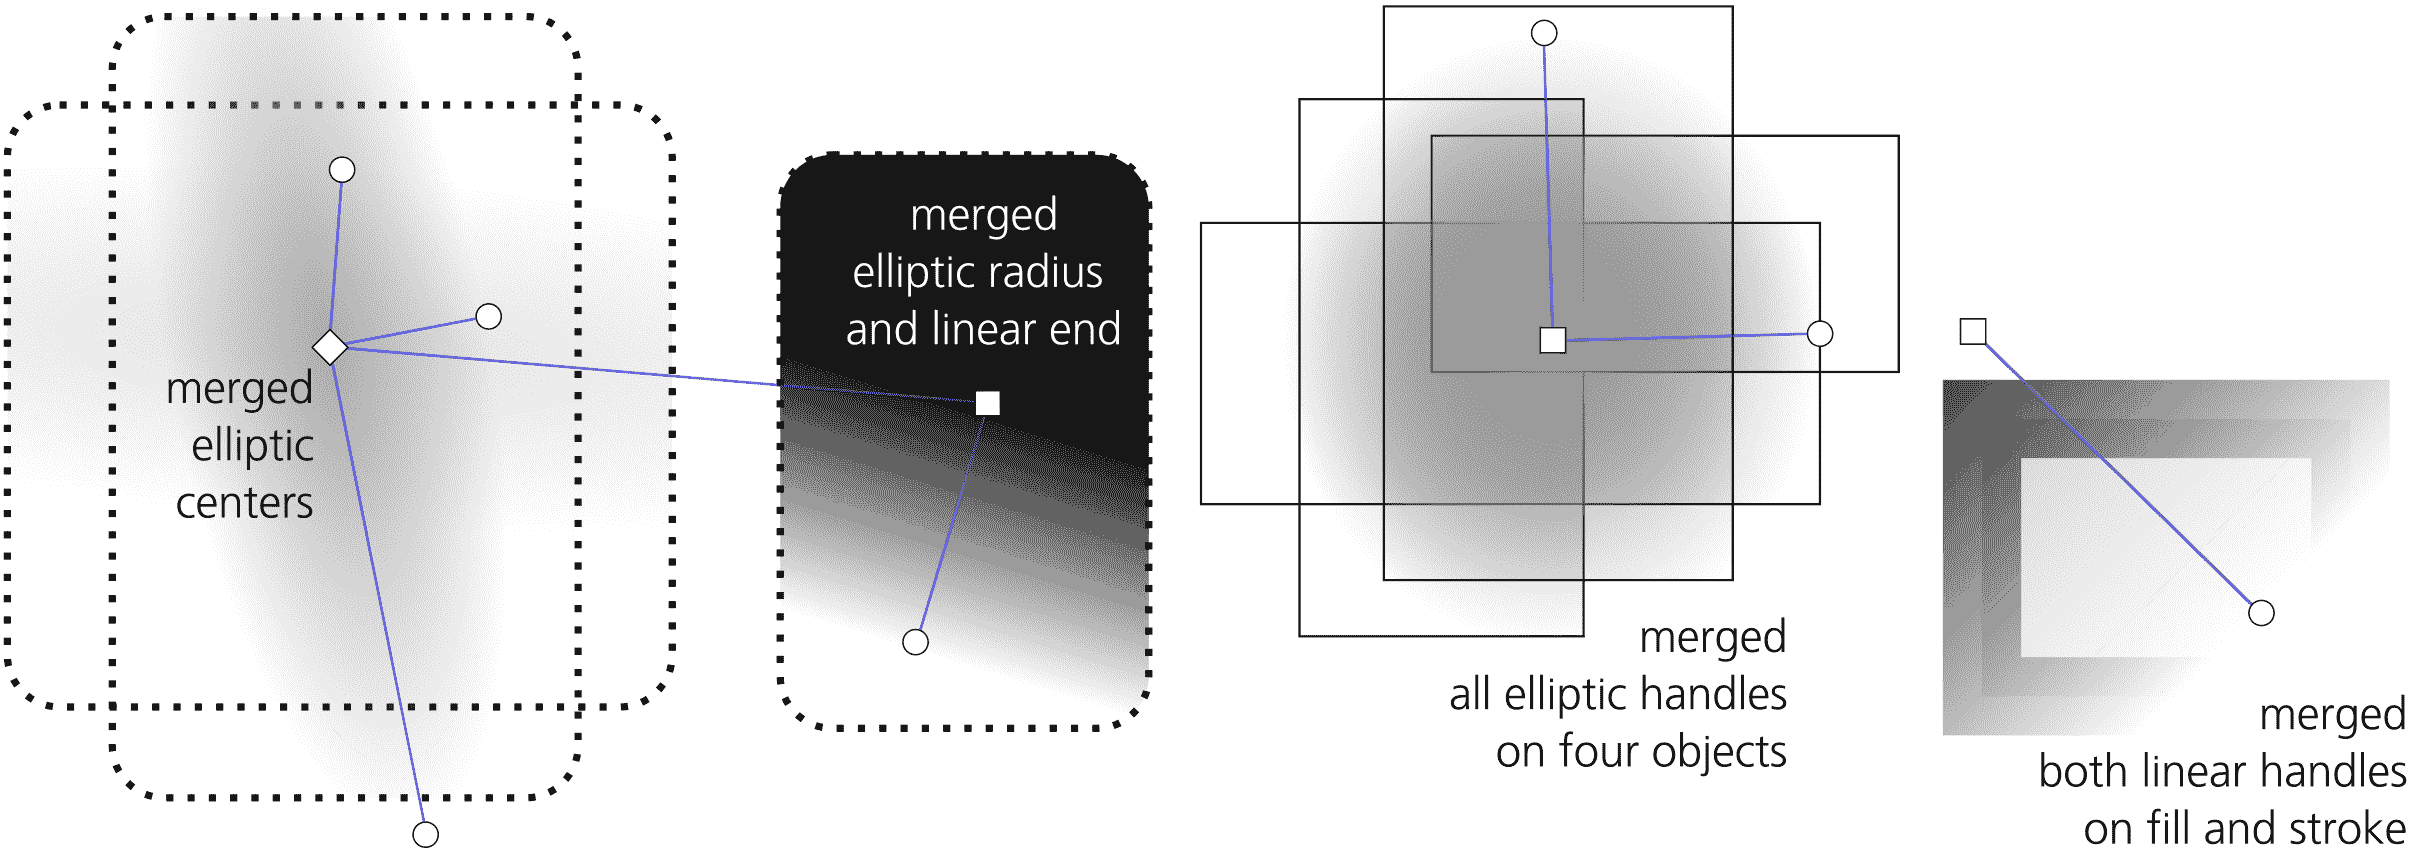 merged
elliptic
centers
merged
elliptic radius
and linear end
merged
all elliptic handles
on four objects
merged
both linear handles
on fill and stroke